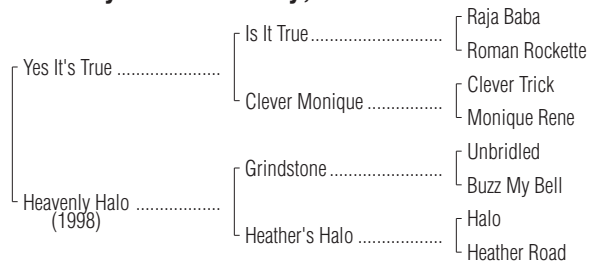 Raja Baba
Is It True
Roman Rockette
Yes It's True
Clever Trick
Clever Monique
Monique Rene
Unbridled
Grindstone
Buzz My Bell
Heavenly Halo
(1998)
Halo
Heather's Halo
Heather Road